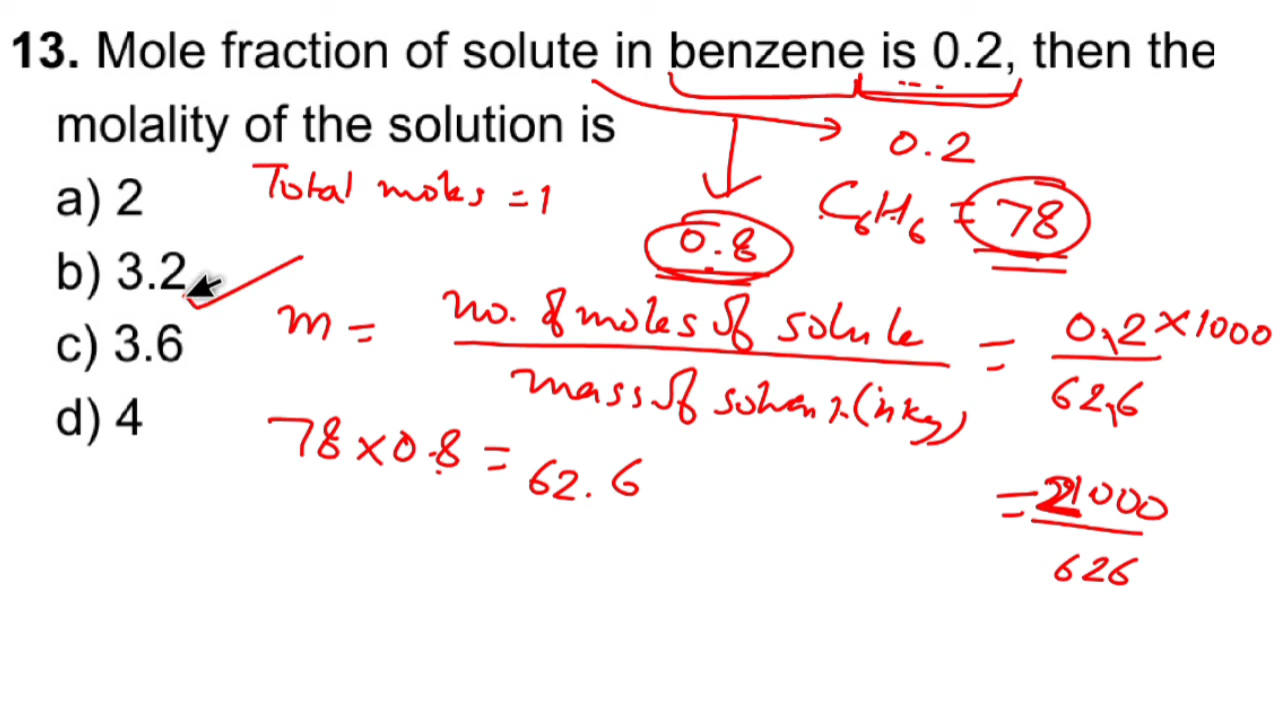 13. Mole fraction of solute in benzene is 0.2, then the
molality of the solution is
0.2
a) 2
Total moles = 1
C6H6 = 78
0.8
b) 3.2
m = no. of moles of solute / mass of solvent (in kg) = 0.2 × 1000 / 62.6
c) 3.6
d) 4
78 × 0.8 = 62.6
= 2000 / 626